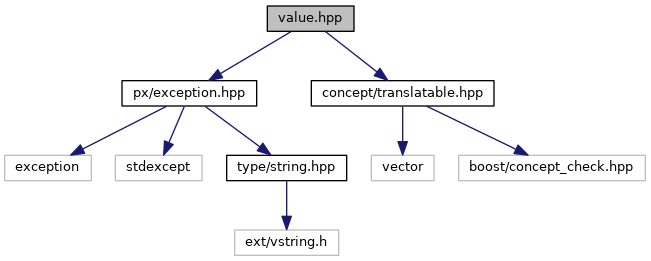 value.hpp
px/exception.hpp
concept/translatable.hpp
exception
stdexcept
type/string.hpp
vector
boost/concept_check.hpp
ext/vstring.h